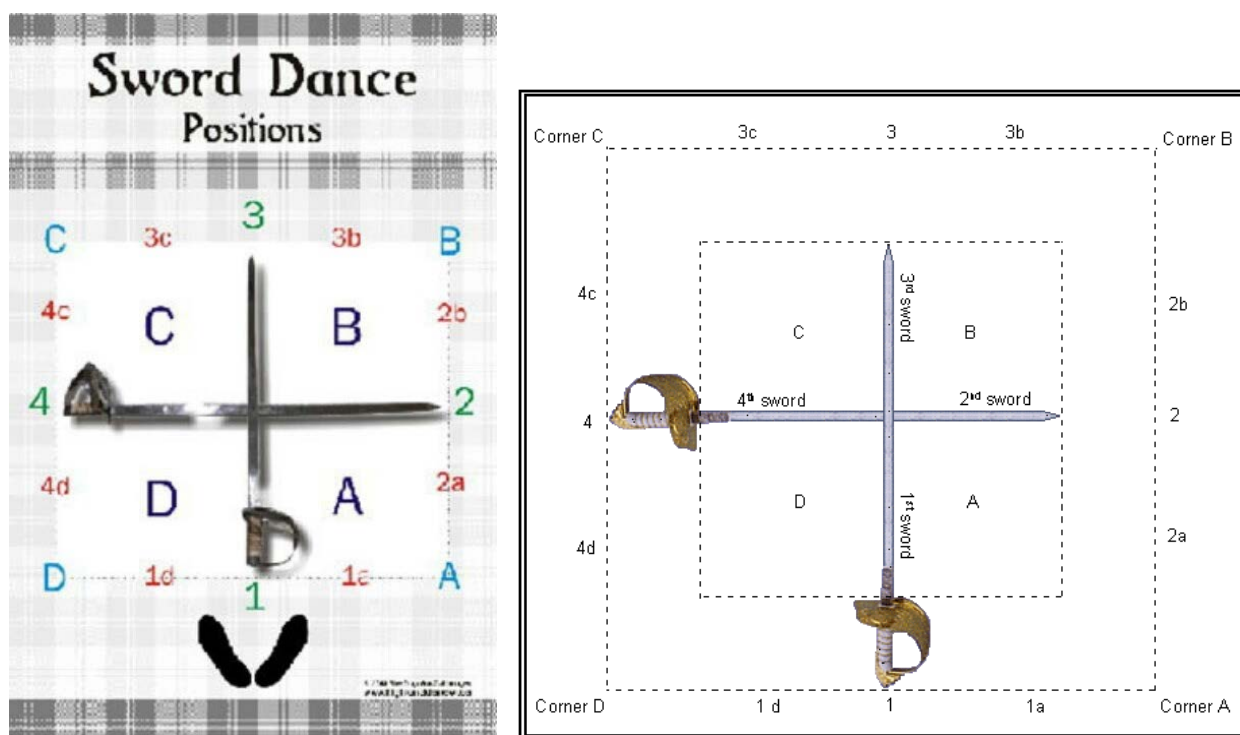 Sword Dance
Positions
3
C 3c 3b B
4c C B 2b
4 2
4d D A 2a
D 1d 1a A
1
Corner C 3c 3 3b Corner B
4c 3rd sword 2b
C B
4th sword 2nd sword
4 2
D 1st sword A
4d 2a
Corner D 1 d 1 1a Corner A